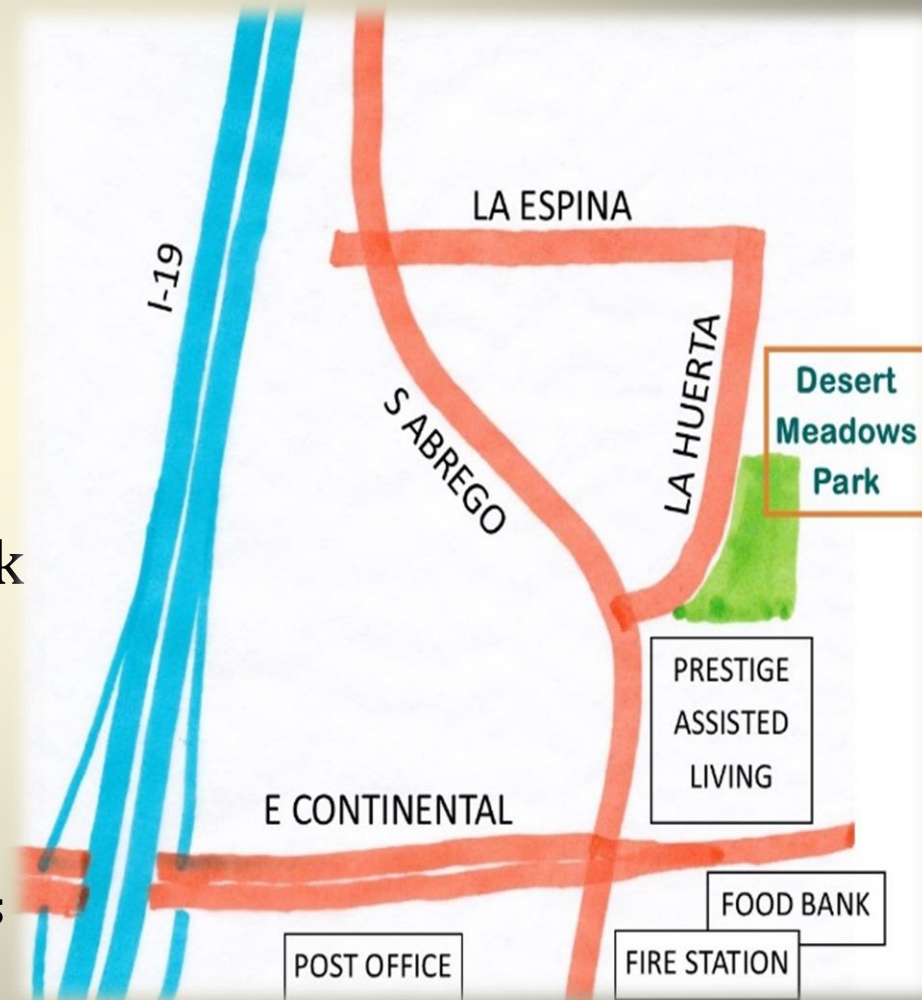 LA ESPINA
I-19
LA HUERTA
Desert
Meadows
Park
S ABREGO
k
PRESTIGE
ASSISTED
LIVING
E CONTINENTAL
s
FOOD BANK
POST OFFICE
FIRE STATION